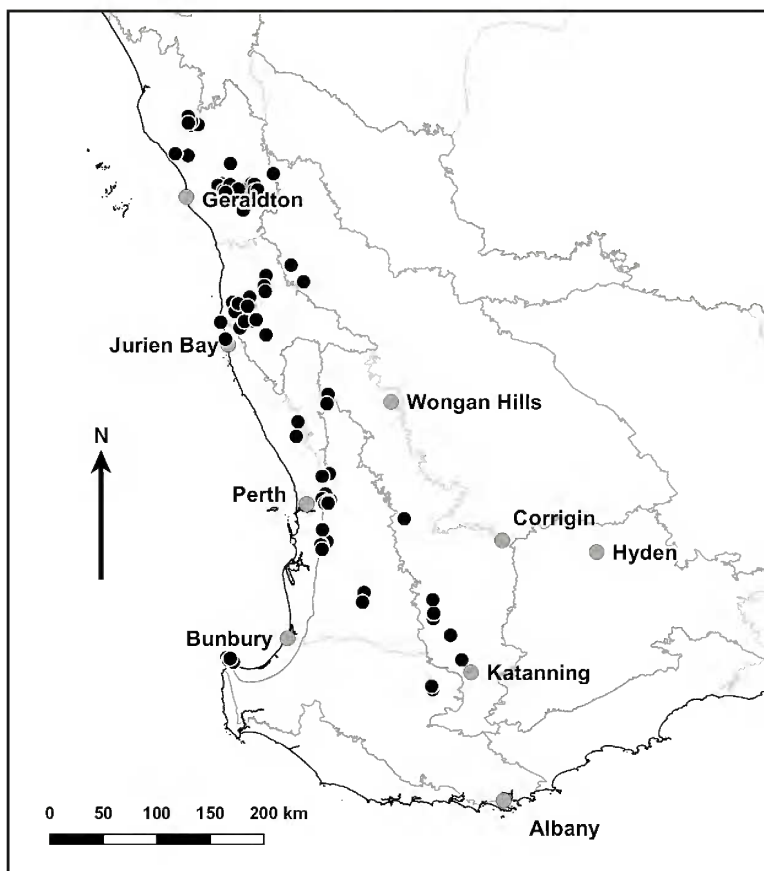 Geraldton
Jurien Bay
Wongan Hills
N
Perth
Corrigin
Hyden
Bunbury
Katanning
0 50 100 150 200 km
Albany